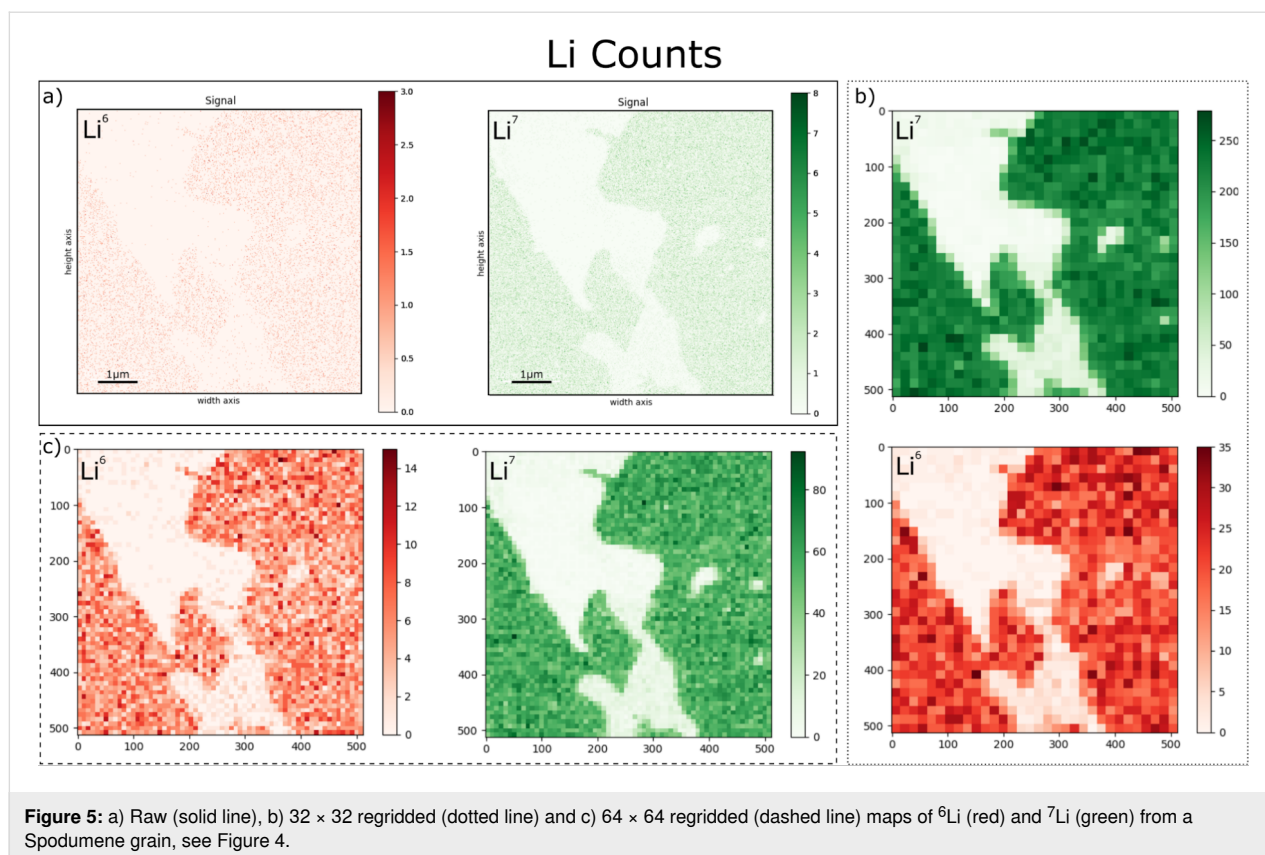 Li Counts
a)
Signal
Li⁶
height axis
1μm
width axis
3.0
2.5
2.0
1.5
1.0
0.5
0.0
Signal
Li⁷
height axis
1μm
width axis
8
7
6
5
4
3
2
1
0
b)
Li⁷
0
100
200
300
400
500
0 100 200 300 400 500
250
200
150
100
50
0
Li⁶
0
100
200
300
400
500
0 100 200 300 400 500
35
30
25
20
15
10
5
0
c)
Li⁶
0
100
200
300
400
500
0 100 200 300 400 500
14
12
10
8
6
4
2
0
Li⁷
0
100
200
300
400
500
0 100 200 300 400 500
80
60
40
20
0
Figure 5: a) Raw (solid line), b) 32 × 32 regridded (dotted line) and c) 64 × 64 regridded (dashed line) maps of ⁶Li (red) and ⁷Li (green) from a
Spodumene grain, see Figure 4.